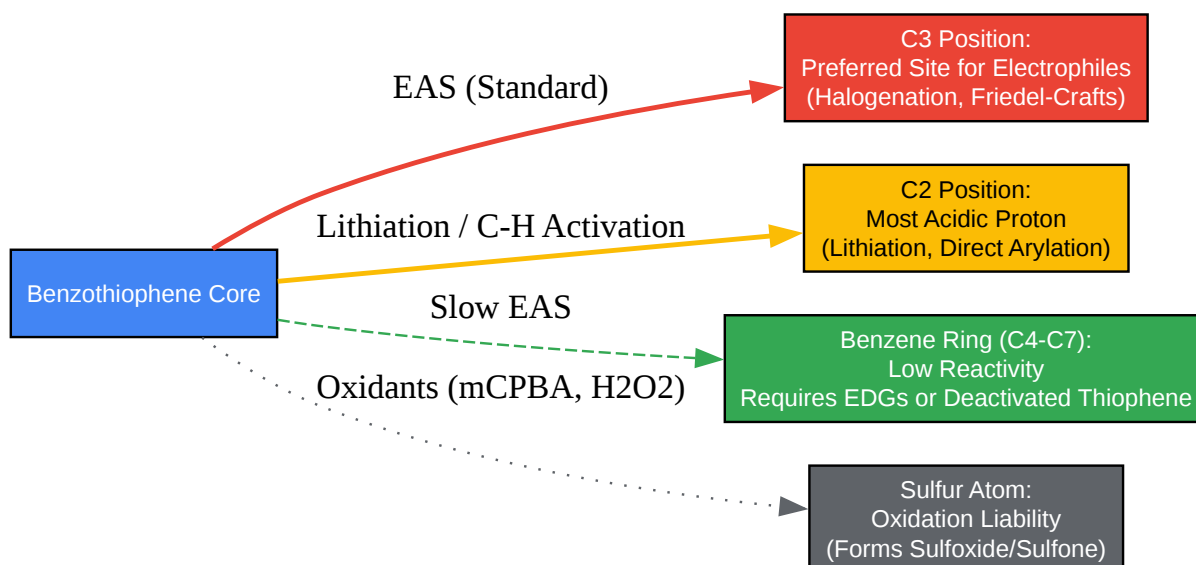 EAS (Standard)
C3 Position:
Preferred Site for Electrophiles
(Halogenation, Friedel-Crafts)
Lithiation / C-H Activation
C2 Position:
Most Acidic Proton
(Lithiation, Direct Arylation)
Benzothiophene Core
Slow EAS
Benzene Ring (C4-C7):
Low Reactivity
Requires EDGs or Deactivated Thiophene
Oxidants (mCPBA, H2O2)
Sulfur Atom:
Oxidation Liability
(Forms Sulfoxide/Sulfone)